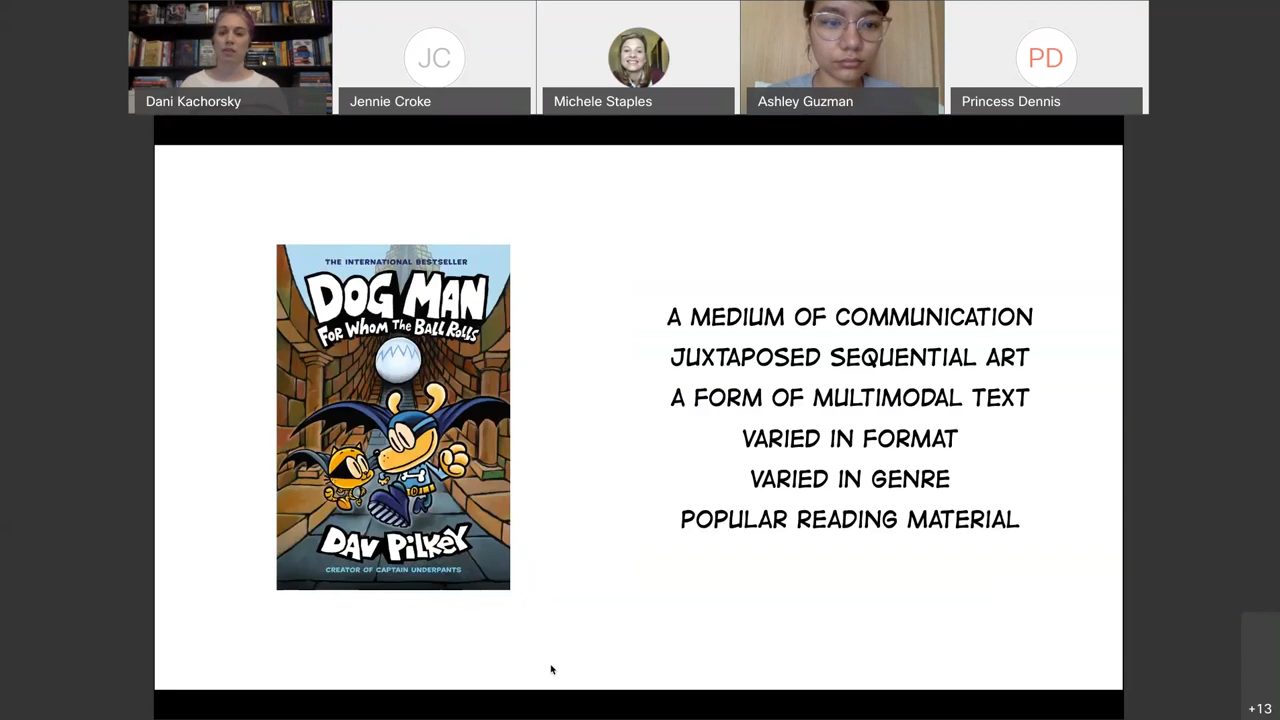 JC
PD
Dani Kachorsky
Jennie Croke
Michele Staples
Ashley Guzman
Princess Dennis
THE INTERNATIONAL BESTSELLER
DOG MAN
FOR WHOM THE BALL ROLLS
DAV PILKEY
CREATOR OF CAPTAIN UNDERPANTS
A MEDIUM OF COMMUNICATION
JUXTAPOSED SEQUENTIAL ART
A FORM OF MULTIMODAL TEXT
VARIED IN FORMAT
VARIED IN GENRE
POPULAR READING MATERIAL
+13